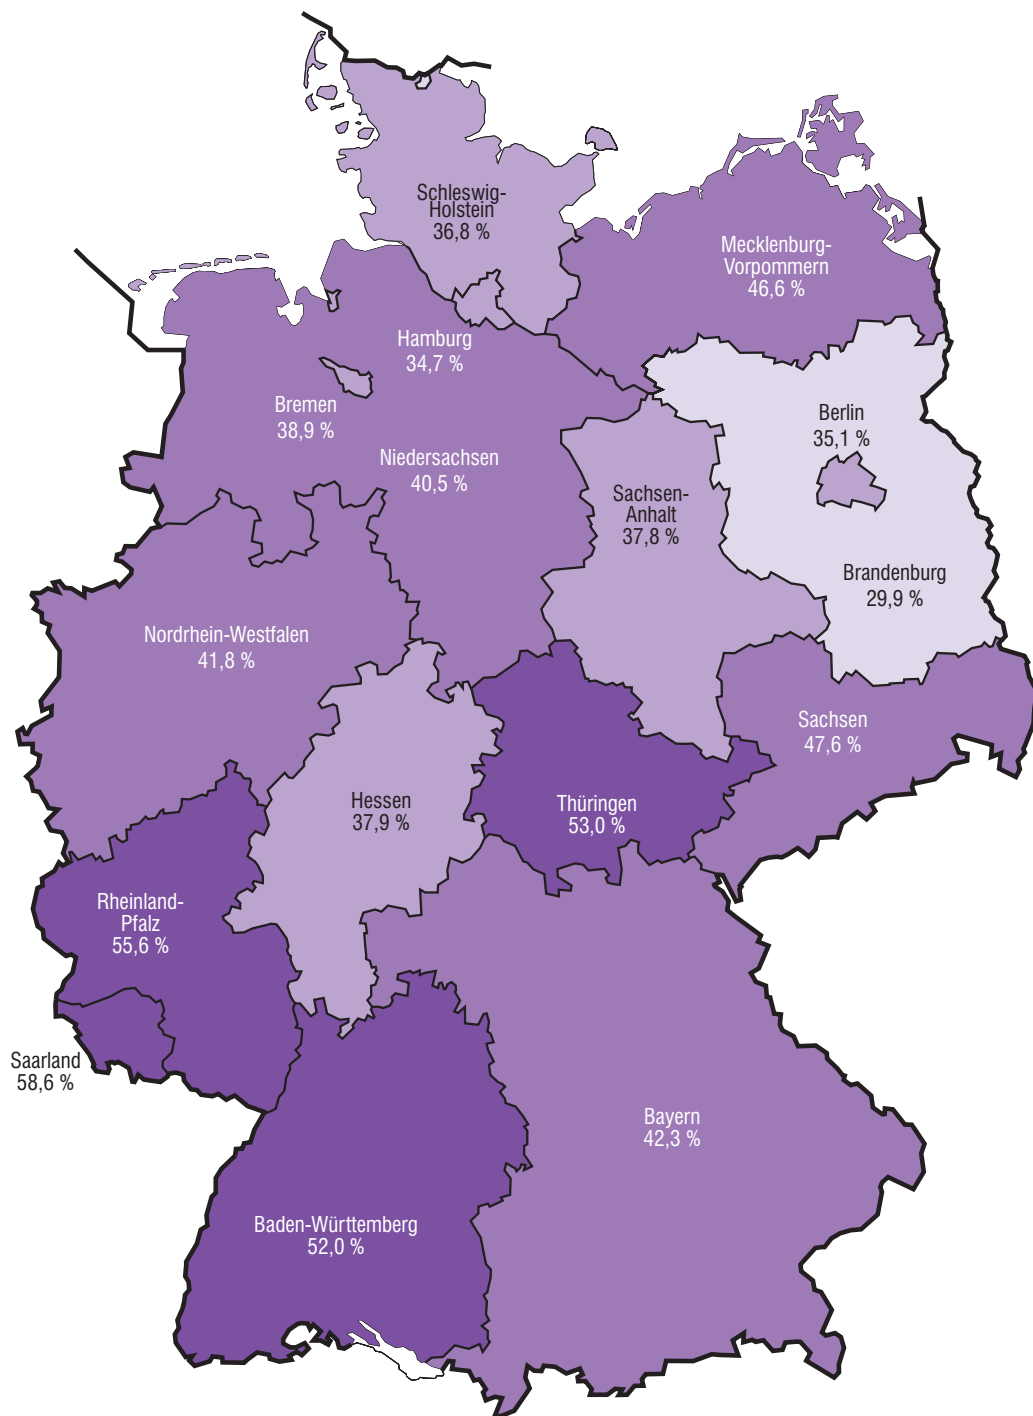 Schleswig-
Holstein
36,8 %
Mecklenburg-
Vorpommern
46,6 %
Hamburg
34,7 %
Bremen
38,9 %
Berlin
35,1 %
Niedersachsen
40,5 %
Sachsen-
Anhalt
37,8 %
Brandenburg
29,9 %
Nordrhein-Westfalen
41,8 %
Sachsen
47,6 %
Hessen
37,9 %
Thüringen
53,0 %
Rheinland-
Pfalz
55,6 %
Saarland
58,6 %
Bayern
42,3 %
Baden-Württemberg
52,0 %